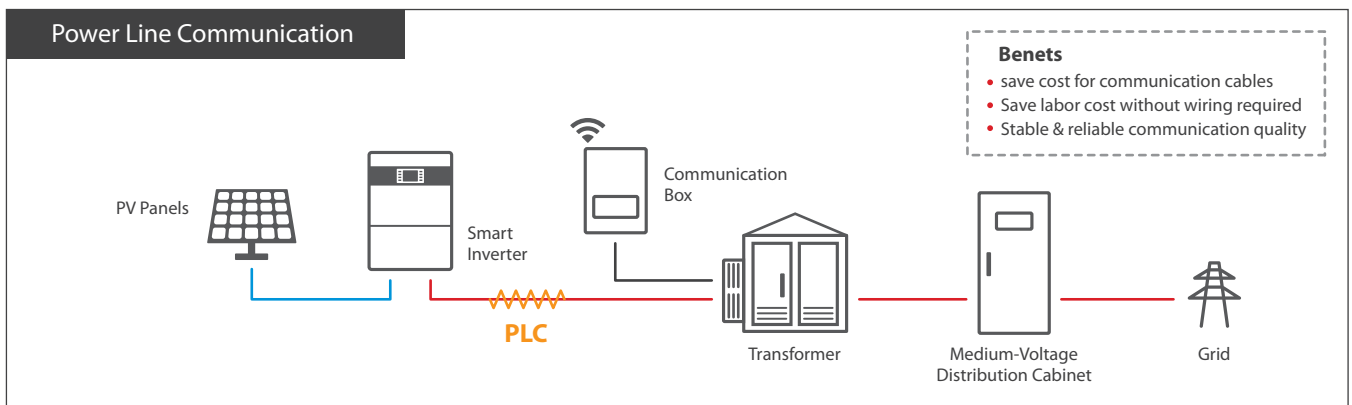 Power Line Communication
Benets
save cost for communication cables
Save labor cost without wiring required
Stable & reliable communication quality
PV Panels
Smart
Inverter
Communication
Box
PLC
Transformer
Medium-Voltage
Distribution Cabinet
Grid